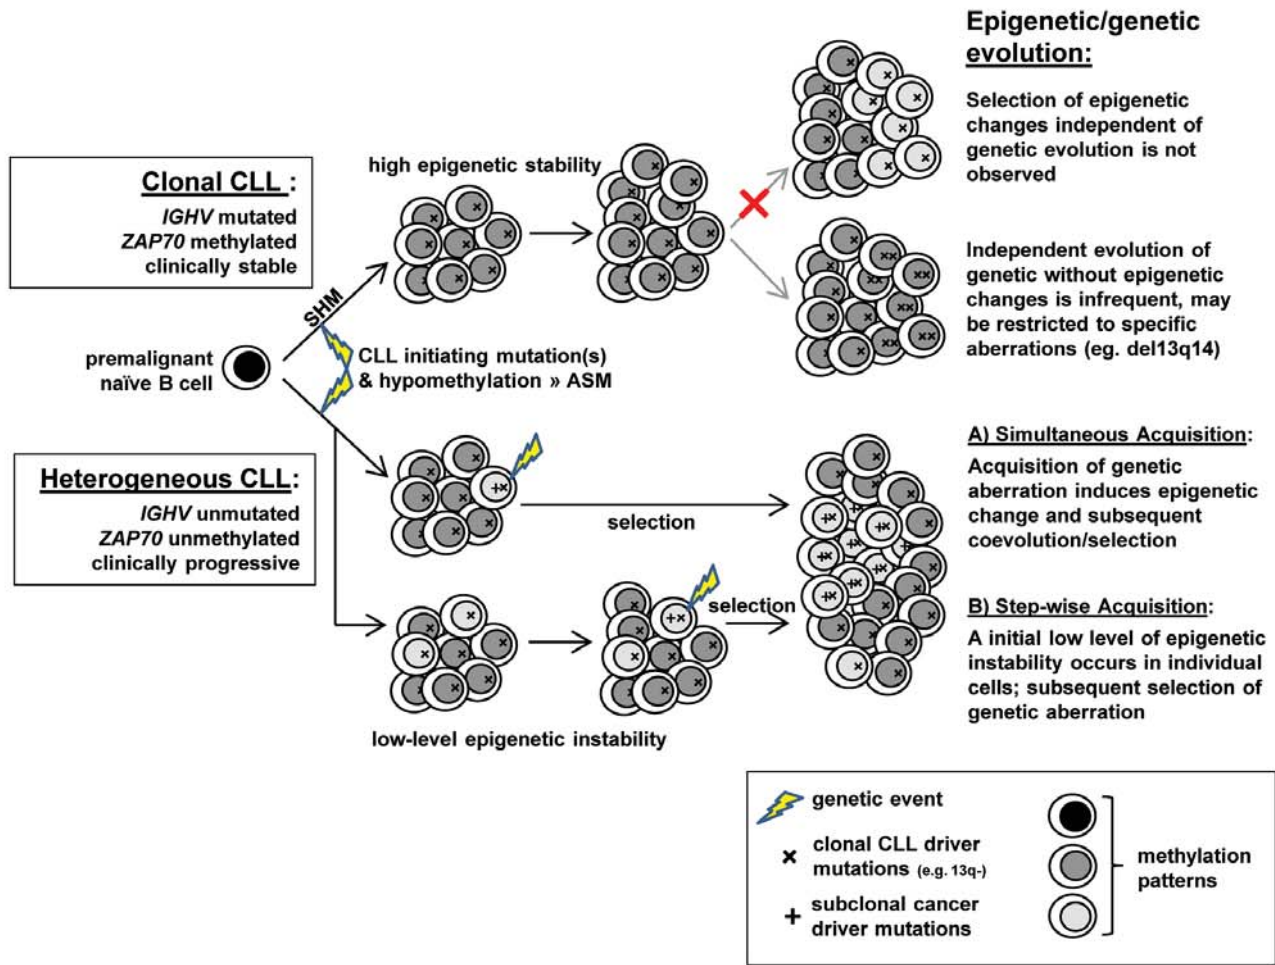 Epigenetic/genetic
evolution:
Selection of epigenetic
changes independent of
genetic evolution is not
observed
high epigenetic stability
Clonal CLL :
IGHV mutated
ZAP70 methylated
clinically stable
Independent evolution of
genetic without epigenetic
changes is infrequent, may
be restricted to specific
aberrations (eg. del13q14)
SHM
premalignant
naïve B cell
CLL initiating mutation(s)
& hypomethylation » ASM
Heterogeneous CLL:
IGHV unmutated
ZAP70 unmethylated
clinically progressive
selection
A) Simultaneous Acquisition:
Acquisition of genetic
aberration induces epigenetic
change and subsequent
coevolution/selection
selection
B) Step-wise Acquisition:
A initial low level of epigenetic
instability occurs in individual
cells; subsequent selection of
genetic aberration
low-level epigenetic instability
genetic event
× clonal CLL driver
mutations (e.g. 13q-)
+ subclonal cancer
driver mutations
methylation
patterns